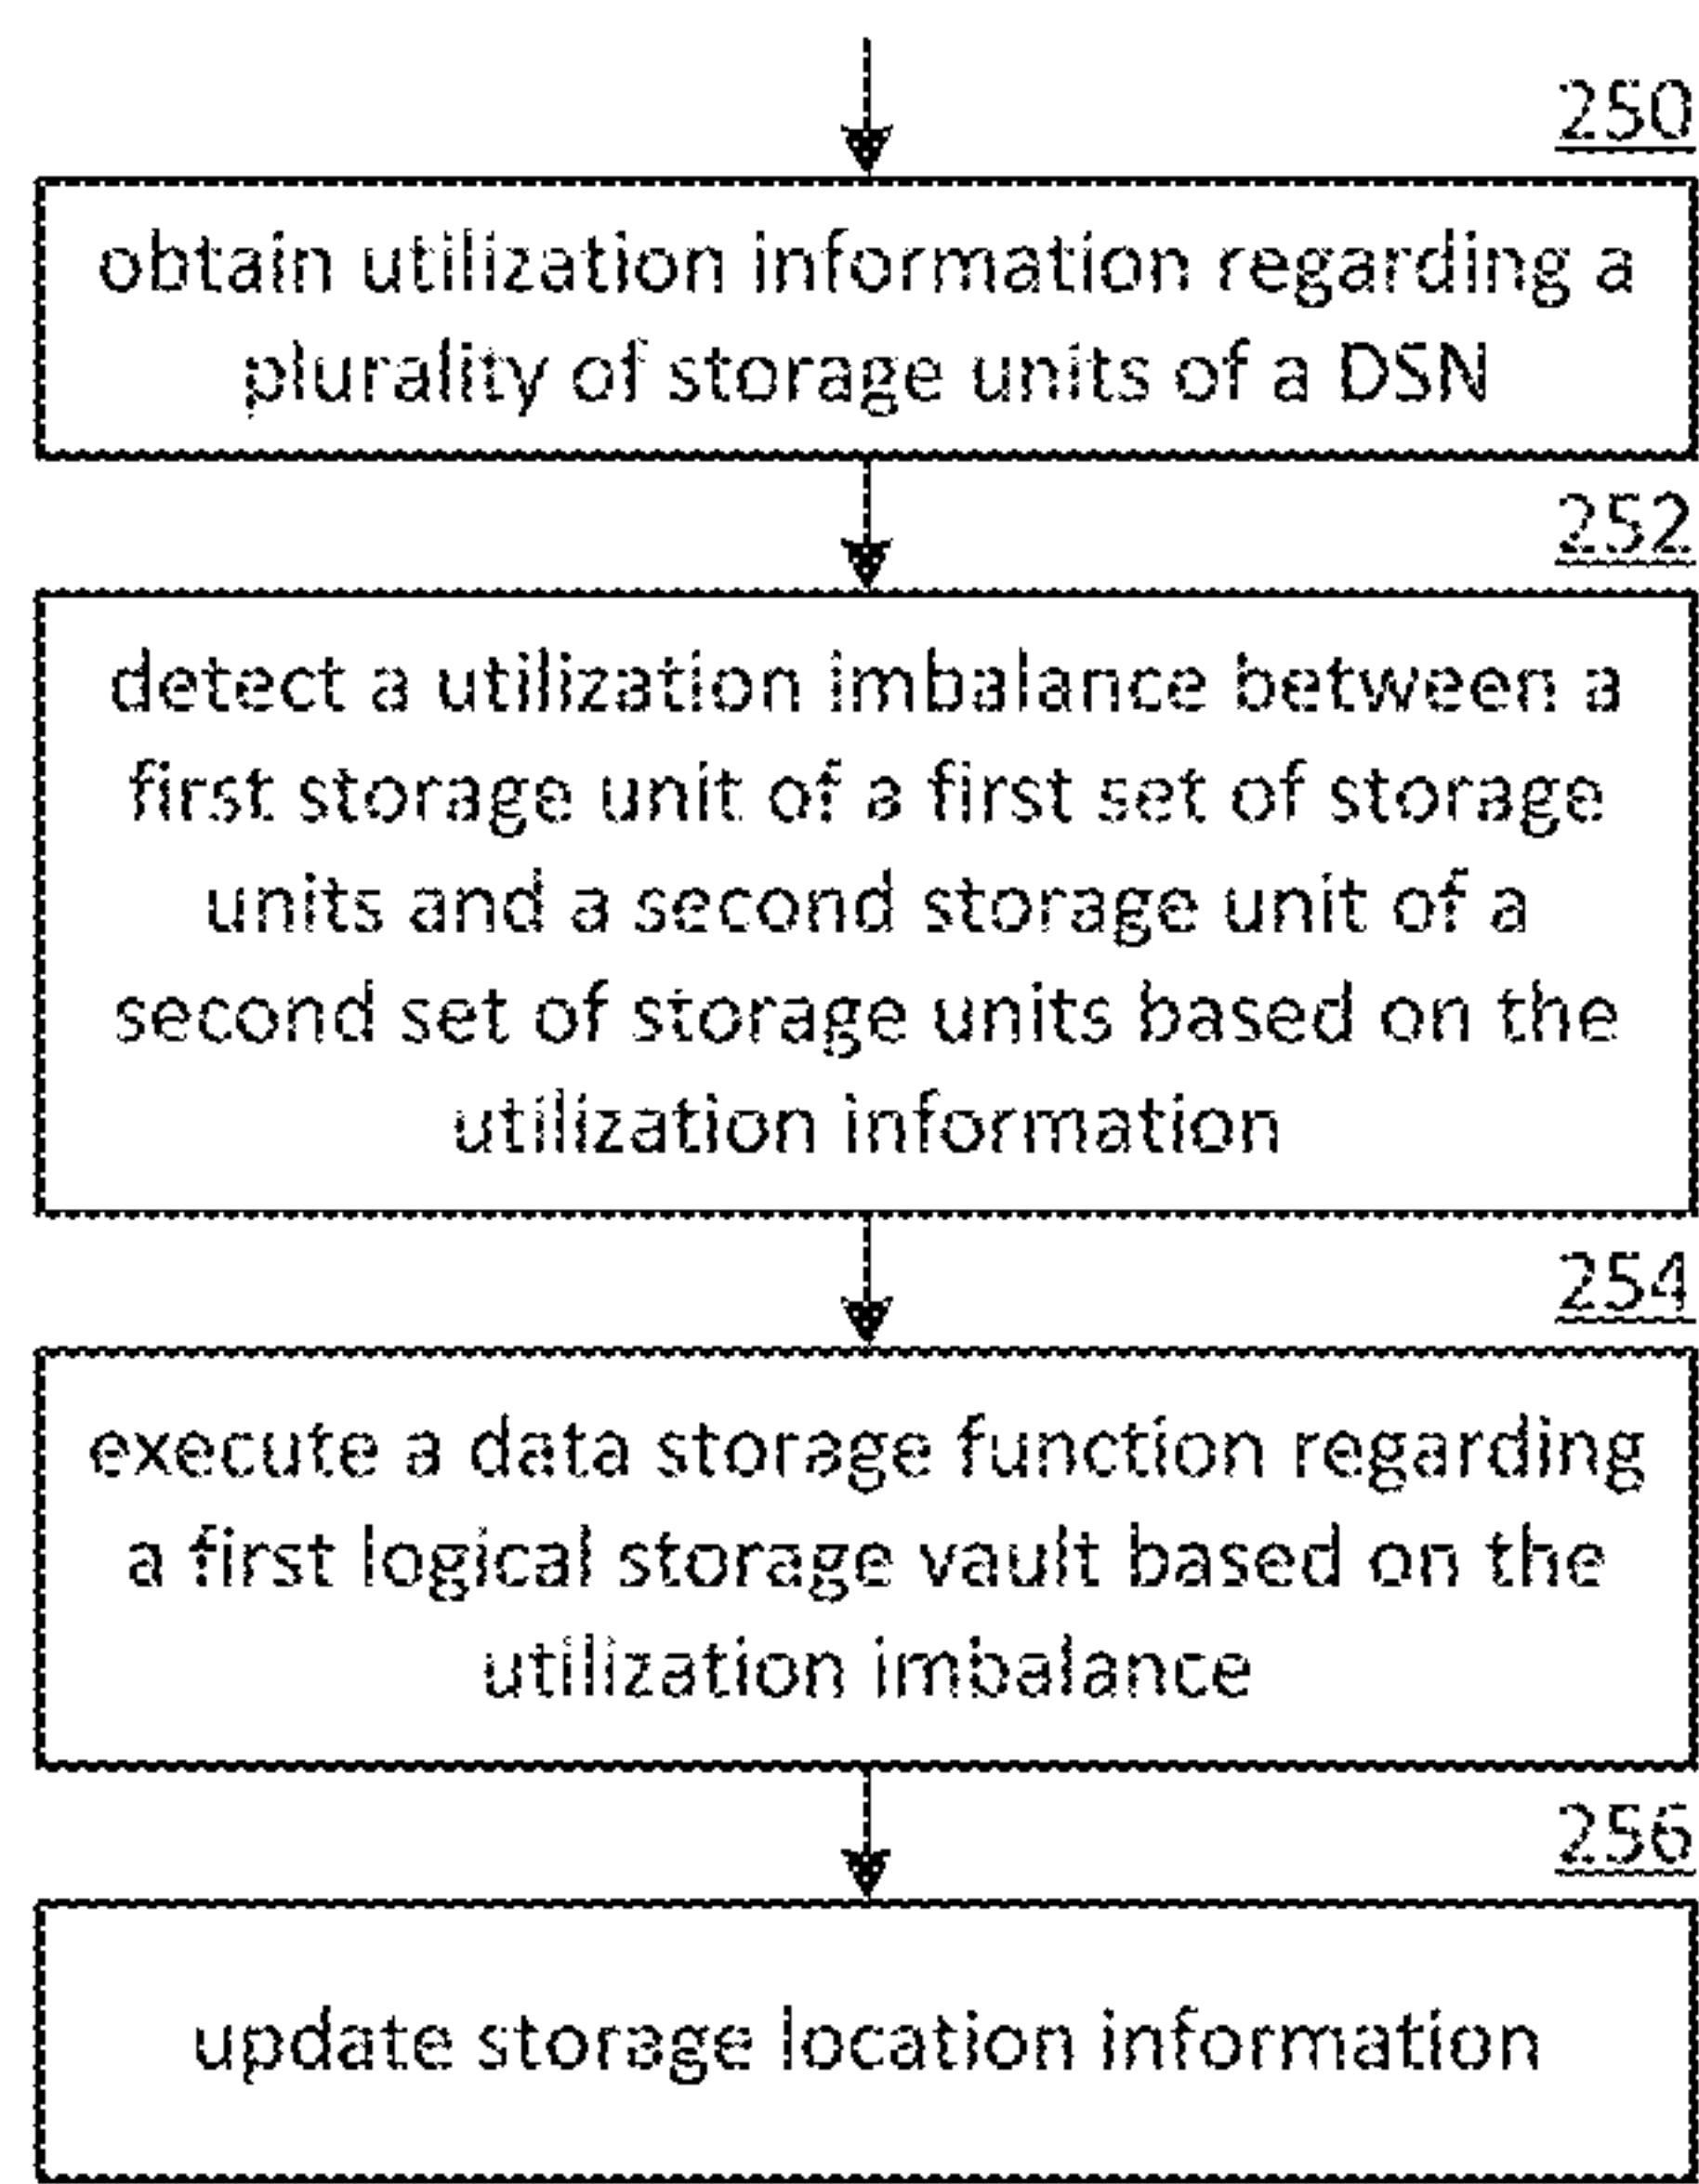 250
obtain utilization information regarding a
plurality of storage units of a DSN
252
detect a utilization imbalance between a
first storage unit of a first set of storage
units and a second storage unit of a
second set of storage units based on the
utilization information
254
execute a data storage function regarding
a first logical storage vault based on the
utilization imbalance
256
update storage location information